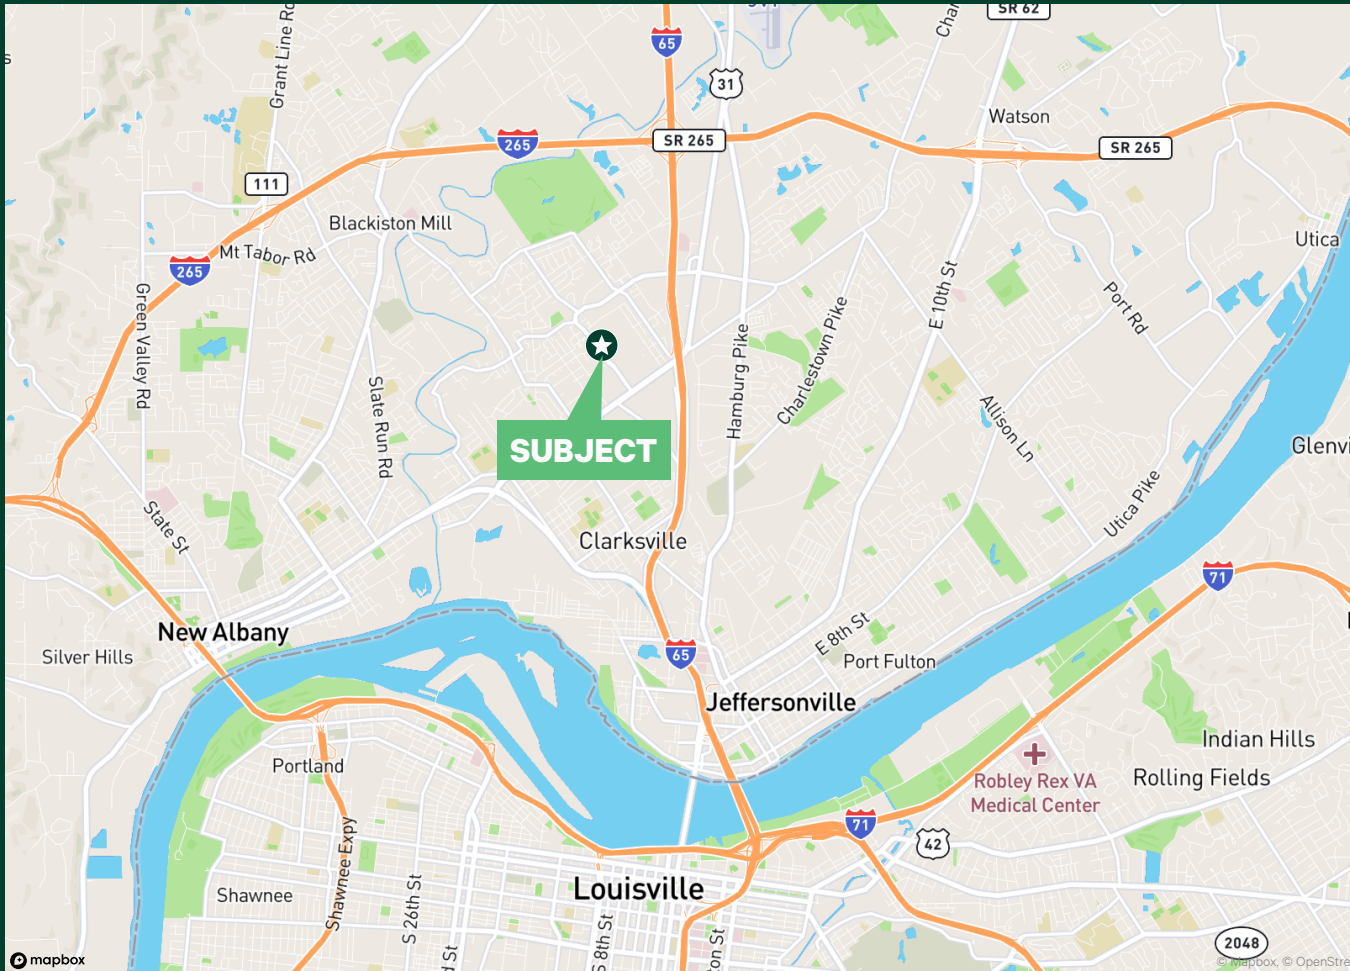 SR 62
65
31
Grant Line Rd
Watson
265
SR 265
SR 265
111
Blackiston Mill
Mt Tabor Rd
265
Utica
Green Valley Rd
E 10th St
Port Rd
Hamburg Pike
Charlestown Pike
Slate Run Rd
Allison Ln
SUBJECT
Glenvi
Utica Pike
State St
Clarksville
71
New Albany
Silver Hills
E 8th St
Port Fulton
65
Jeffersonville
Indian Hills
Portland
Robley Rex VA
Medical Center
Rolling Fields
71
42
Shawnee Expy
Louisville
Shawnee
S 26th St
S 8th St
ton St
d St
2048
mapbox
© Mapbox, © OpenStre